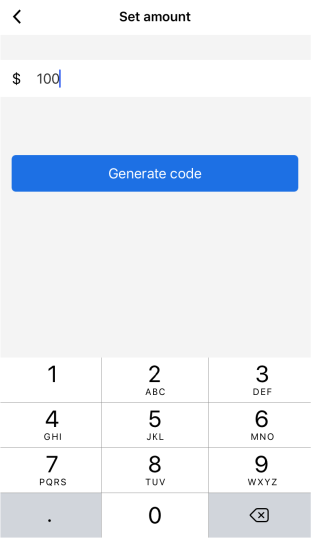 Set amount
$ 100
Generate code
1 2 3
ABC DEF
4 5 6
GHI JKL MNO
7 8 9
PQRS TUV WXYZ
. 0